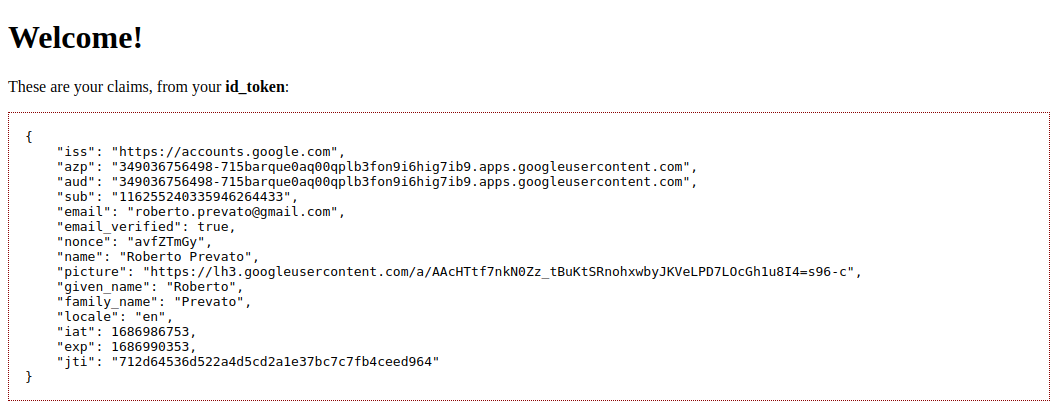 Welcome!
These are your claims, from your id_token:
{
    "iss": "https://accounts.google.com",
    "azp": "349036756498-715barque0aq00qplb3fon9i6hig7ib9.apps.googleusercontent.com",
    "aud": "349036756498-715barque0aq00qplb3fon9i6hig7ib9.apps.googleusercontent.com",
    "sub": "116255240335946264433",
    "email": "roberto.prevato@gmail.com",
    "email_verified": true,
    "nonce": "avfZTmGy",
    "name": "Roberto Prevato",
    "picture": "https://lh3.googleusercontent.com/a/AAcHTtf7nkN0Zz_tBuKtSRnohxwbyJKVeLPD7LOcGh1u8I4=s96-c",
    "given_name": "Roberto",
    "family_name": "Prevato",
    "locale": "en",
    "iat": 1686986753,
    "exp": 1686990353,
    "jti": "712d64536d522a4d5cd2a1e37bc7c7fb4ceed964"
}